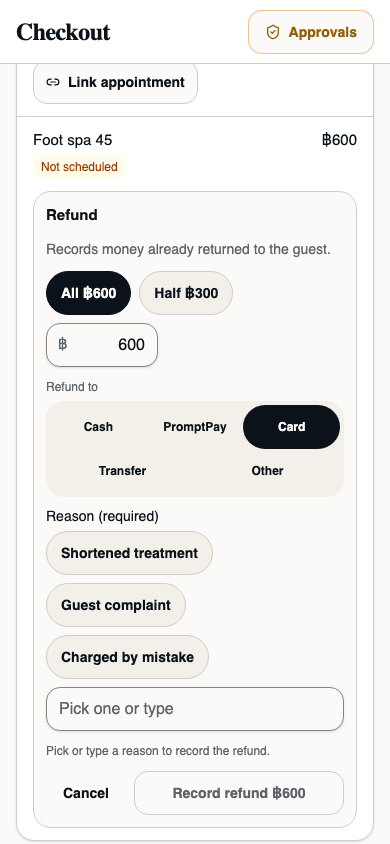 Checkout
Approvals
Link appointment
Foot spa 45 ฿600
Not scheduled
Refund
Records money already returned to the guest.
All ฿600 Half ฿300
฿ 600
Refund to
Cash PromptPay Card
Transfer Other
Reason (required)
Shortened treatment
Guest complaint
Charged by mistake
Pick one or type
Pick or type a reason to record the refund.
Cancel Record refund ฿600